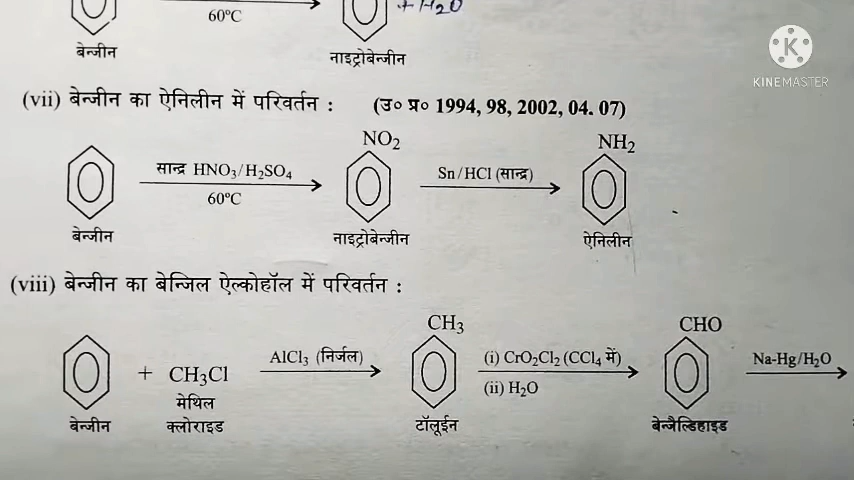 + H₂O
60°C
बेन्जीन
नाइट्रोबेन्जीन
KINEMASTER
(vii) बेन्जीन का ऐनिलीन में परिवर्तन : (उ० प्र० 1994, 98, 2002, 04. 07)
NO₂ NH₂
सान्द्र HNO₃/H₂SO₄ Sn/HCl (सान्द्र)
60°C
बेन्जीन नाइट्रोबेन्जीन ऐनिलीन
(viii) बेन्जीन का बेन्जिल ऐल्कोहॉल में परिवर्तन :
CH₃ CHO
AlCl₃ (निर्जल) (i) CrO₂Cl₂ (CCl₄ में) Na-Hg/H₂O
+ CH₃Cl (ii) H₂O
मेथिल
बेन्जीन क्लोराइड टॉलूईन बेन्जैल्डिहाइड